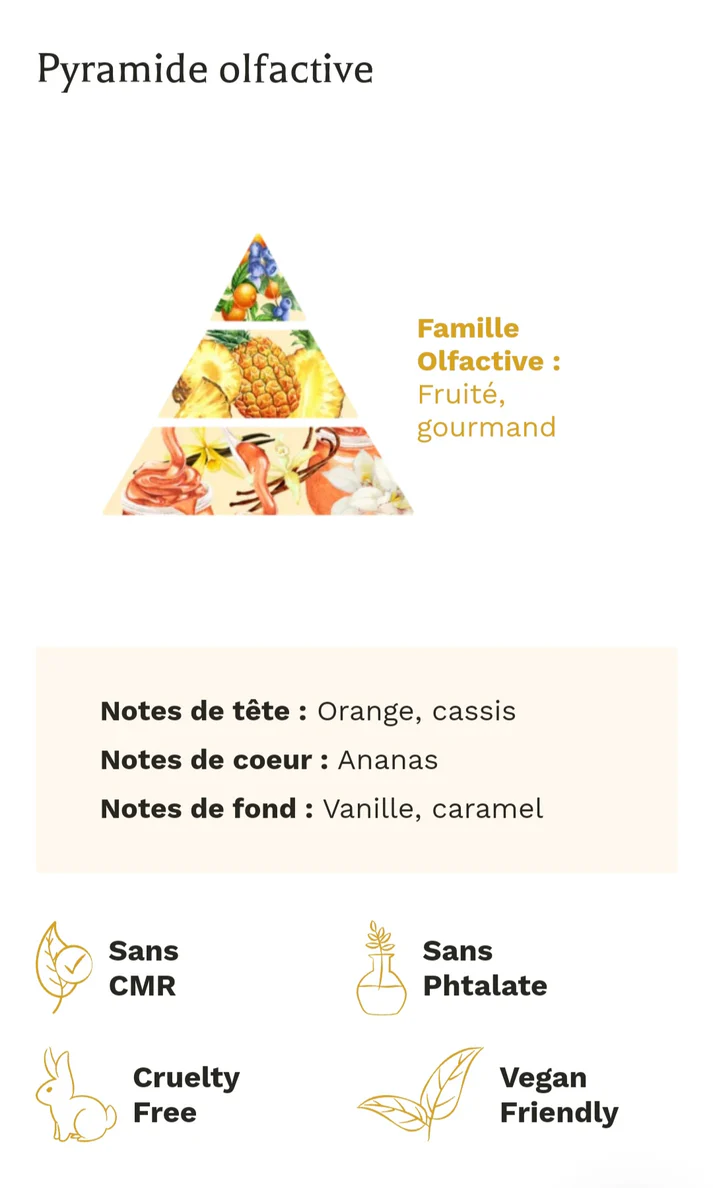 Pyramide olfactive
Famille
Olfactive :
Fruité,
gourmand
Notes de tête : Orange, cassis
Notes de coeur : Ananas
Notes de fond : Vanille, caramel
Sans
CMR
Sans
Phtalate
Cruelty
Free
Vegan
Friendly